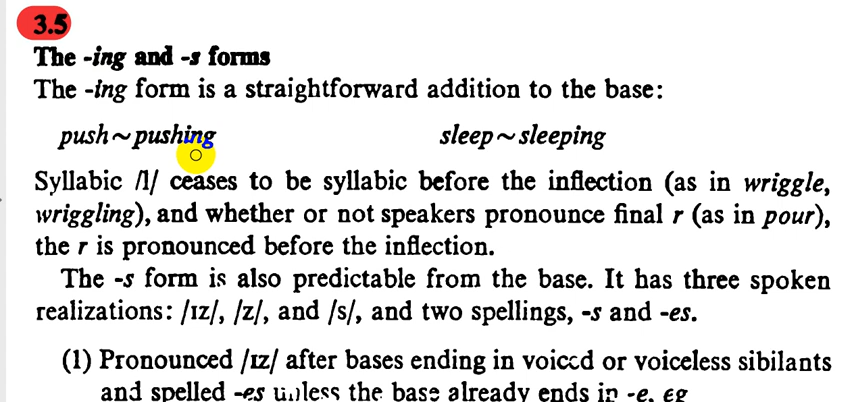 3.5
The -ing and -s forms
The -ing form is a straightforward addition to the base:
push~pushing sleep~sleeping
Syllabic /l/ ceases to be syllabic before the inflection (as in wriggle,
wriggling), and whether or not speakers pronounce final r (as in pour),
the r is pronounced before the inflection.
The -s form is also predictable from the base. It has three spoken
realizations: /ɪz/, /z/, and /s/, and two spellings, -s and -es.
(1) Pronounced /ɪz/ after bases ending in voiced or voiceless sibilants
and spelled -es unless the base already ends in -e, eg